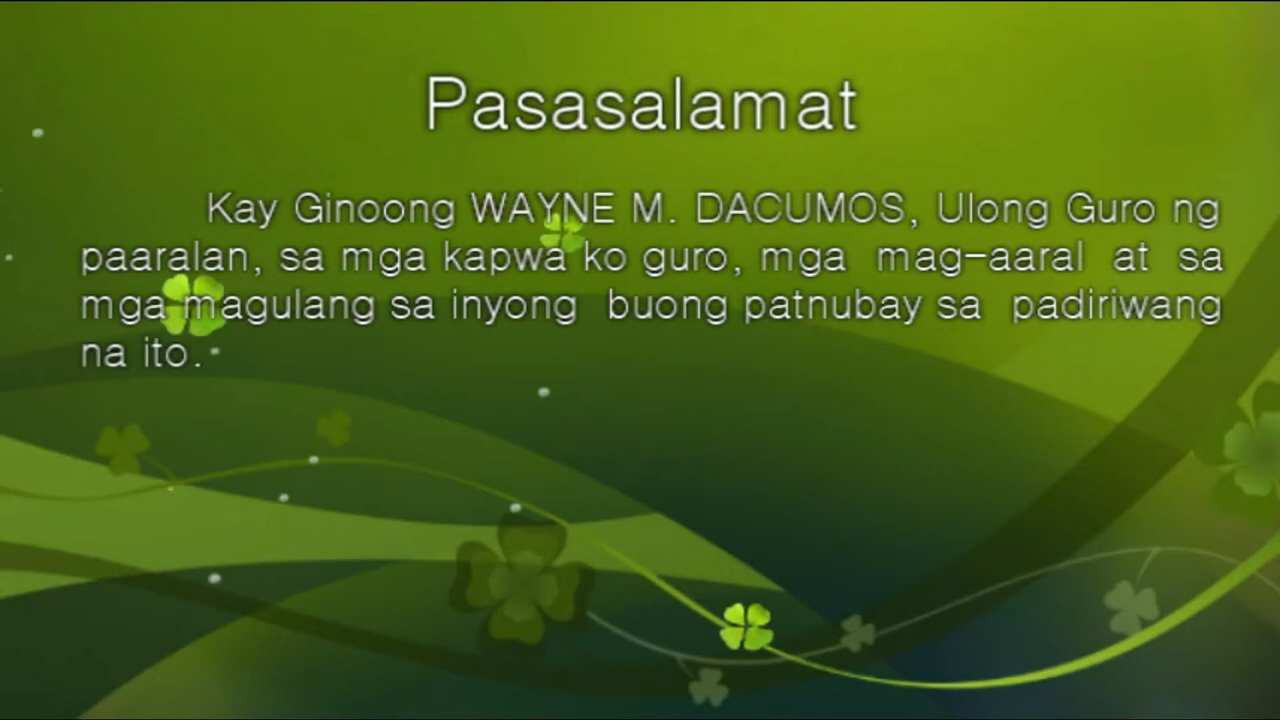 Pasasalamat
Kay Ginoong WAYNE M. DACUMOS, Ulong Guro ng
paaralan, sa mga kapwa ko guro, mga mag-aaral at sa
mga magulang sa inyong buong patnubay sa padiriwang
na ito.